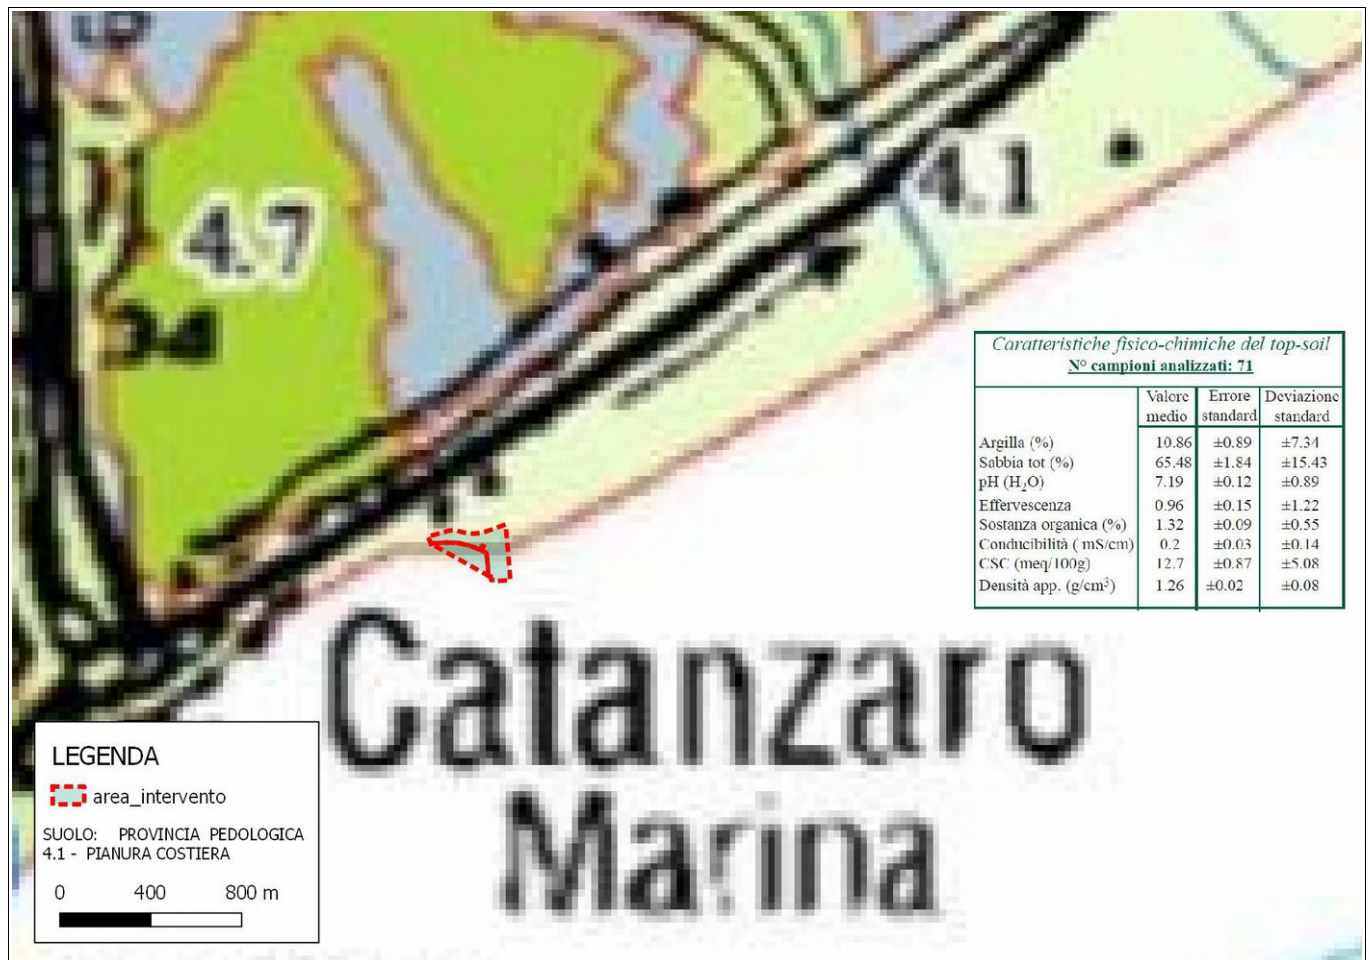 4.7
4.1
Caratteristiche fisico-chimiche del top-soil
N° campioni analizzati: 71
Valore medio Errore standard Deviazione standard
Argilla (%) 10.86 ±0.89 ±7.34
Sabbia tot (%) 65.48 ±1.84 ±15.43
pH (H₂O) 7.19 ±0.12 ±0.89
Effervescenza 0.96 ±0.15 ±1.22
Sostanza organica (%) 1.32 ±0.09 ±0.55
Conducibilità ( mS/cm) 0.2 ±0.03 ±0.14
CSC (meq/100g) 12.7 ±0.87 ±5.08
Densità app. (g/cm³) 1.26 ±0.02 ±0.08
Catanzaro
Marina
LEGENDA
area_intervento
SUOLO: PROVINCIA PEDOLOGICA
4.1 - PIANURA COSTIERA
0 400 800 m